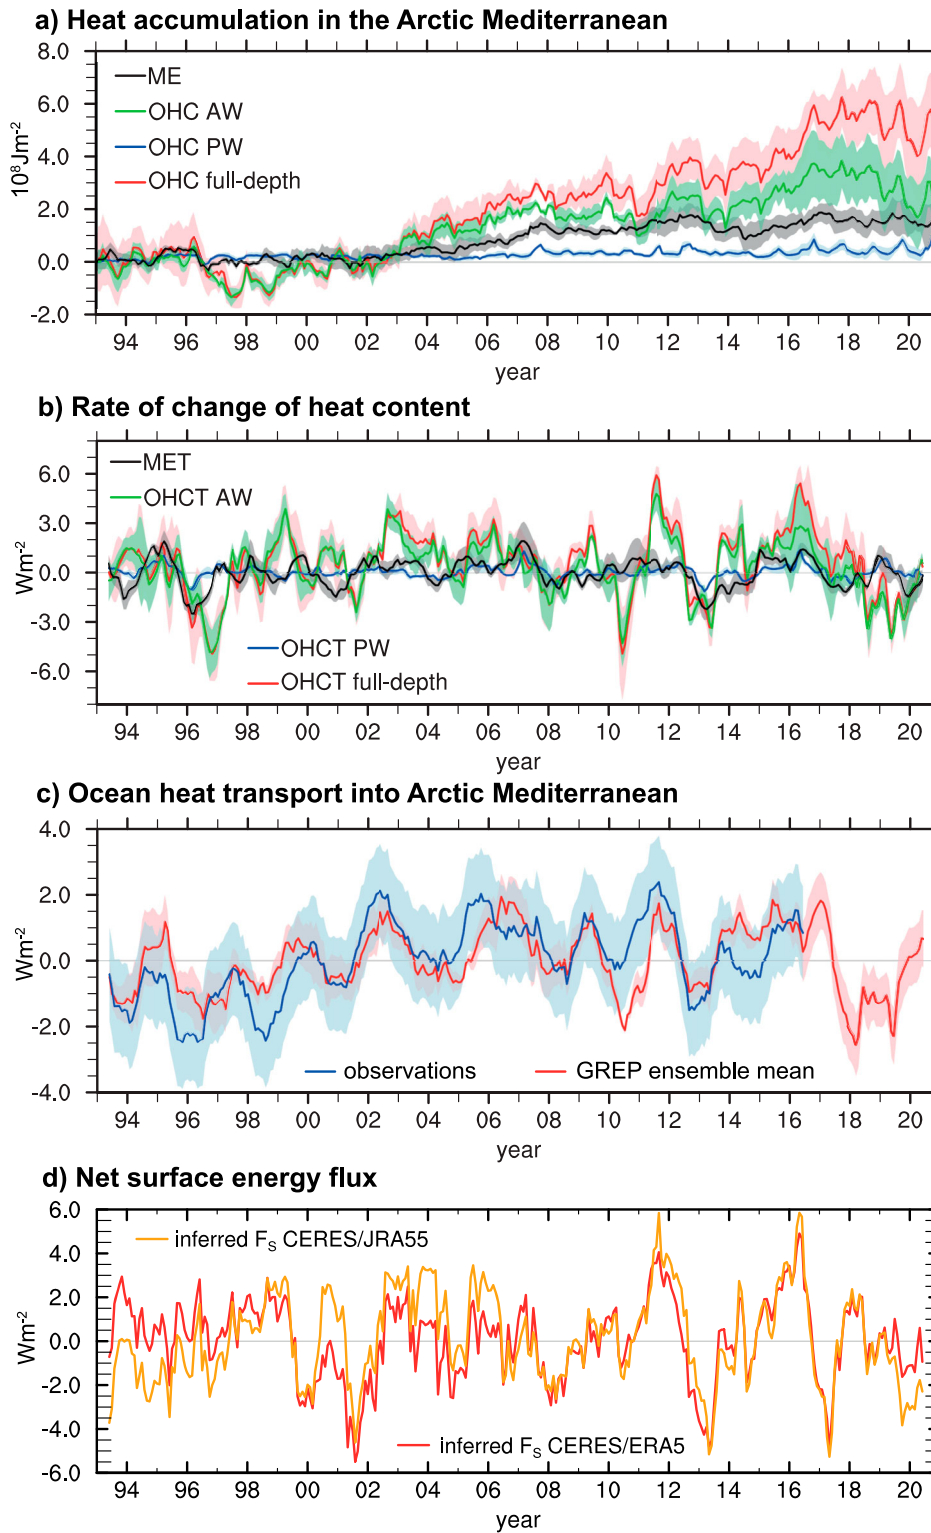 a) Heat accumulation in the Arctic Mediterranean
8.0
6.0
4.0
2.0
0.0
-2.0
10⁸Jm⁻²
ME
OHC AW
OHC PW
OHC full-depth
94 96 98 00 02 04 06 08 10 12 14 16 18 20
year
b) Rate of change of heat content
6.0
3.0
0.0
-3.0
-6.0
Wm⁻²
MET
OHCT AW
OHCT PW
OHCT full-depth
94 96 98 00 02 04 06 08 10 12 14 16 18 20
year
c) Ocean heat transport into Arctic Mediterranean
4.0
2.0
0.0
-2.0
-4.0
Wm⁻²
observations GREP ensemble mean
94 96 98 00 02 04 06 08 10 12 14 16 18 20
year
d) Net surface energy flux
6.0
4.0
2.0
0.0
-2.0
-4.0
-6.0
Wm⁻²
inferred Fₛ CERES/JRA55
inferred Fₛ CERES/ERA5
94 96 98 00 02 04 06 08 10 12 14 16 18 20
year